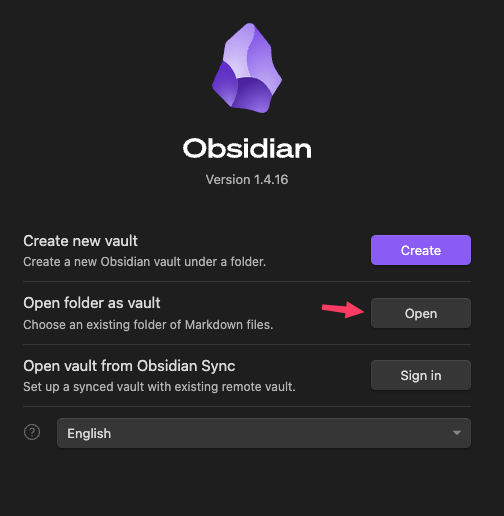 Obsidian
Version 1.4.16
Create new vault
Create a new Obsidian vault under a folder.
Create
Open folder as vault
Choose an existing folder of Markdown files.
Open
Open vault from Obsidian Sync
Set up a synced vault with existing remote vault.
Sign in
?
English